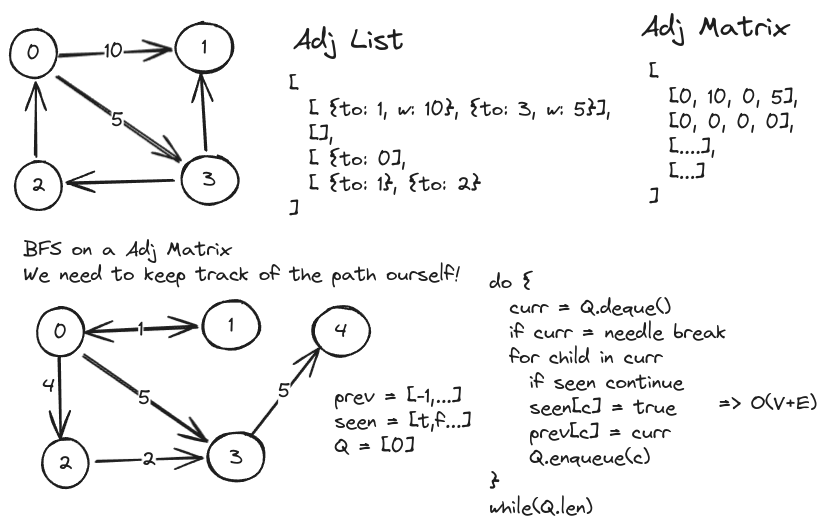 0
10
1
5
2
3
Adj List
[
[ {to: 1, w: 10}, {to: 3, w: 5}],
[],
[ {to: 0],
[ {to: 1}, {to: 2}
]
Adj Matrix
[
[0, 10, 0, 5],
[0, 0, 0, 0],
[....],
[...]
]
BFS on a Adj Matrix
We need to keep track of the path ourself!
0
1
1
4
4
5
5
2
2
3
prev = [-1,...]
seen = [t,f...]
Q = [0]
do {
curr = Q.deque()
if curr = needle break
for child in curr
if seen continue
seen[c] = true
prev[c] = curr
Q.enqueue(c)
}
while(Q.len)
=> O(V+E)